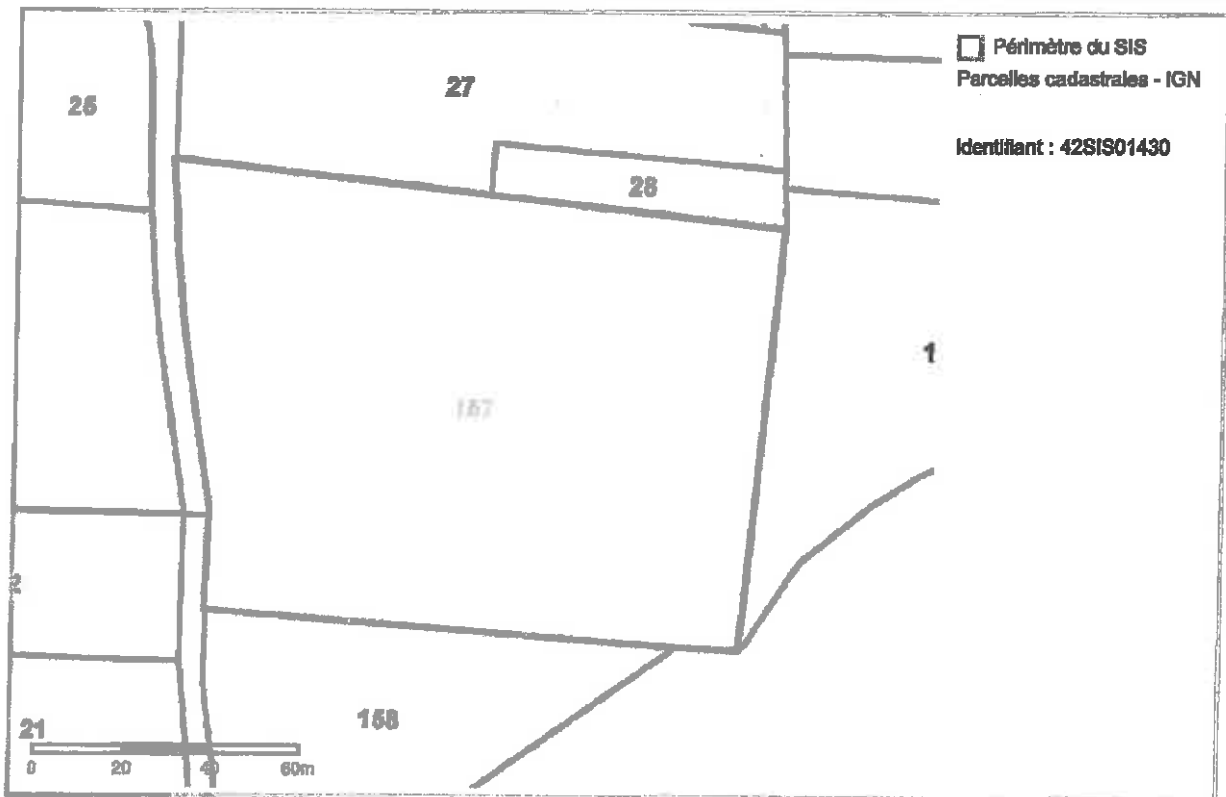 Périmètre du SIS
Parcelles cadastrales - IGN
Identifiant : 42SIS01430
25
27
28
1
157
21
158
0 20 40 60m